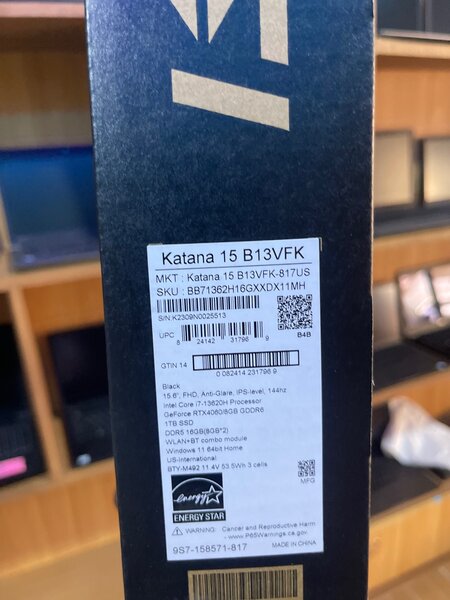 Katana 15 B13VFK
MKT : Katana 15 B13VFK-817US
SKU : BB71362H16GXXDX11MH
S/N:K2309N0025513
UPC
8 24142 31796 9
B4B
GTIN 14
0 082414 231796 9
Black
15.6", FHD, Anti-Glare, IPS-level, 144hz
Intel Core i7-13620H Processor
GeForce RTX4060/8GB GDDR6
1TB SSD
DDR5 16GB(8GB*2)
WLAN+BT combo module
Windows 11 64bit Home
US-International
BTY-M492 11.4V 53.5Wh 3 cells
MFG
energy
ENERGY STAR
WARNING: Cancer and Reproductive Harm
- www.P65Warnings.ca.gov
9S7-158571-817
MADE IN CHINA